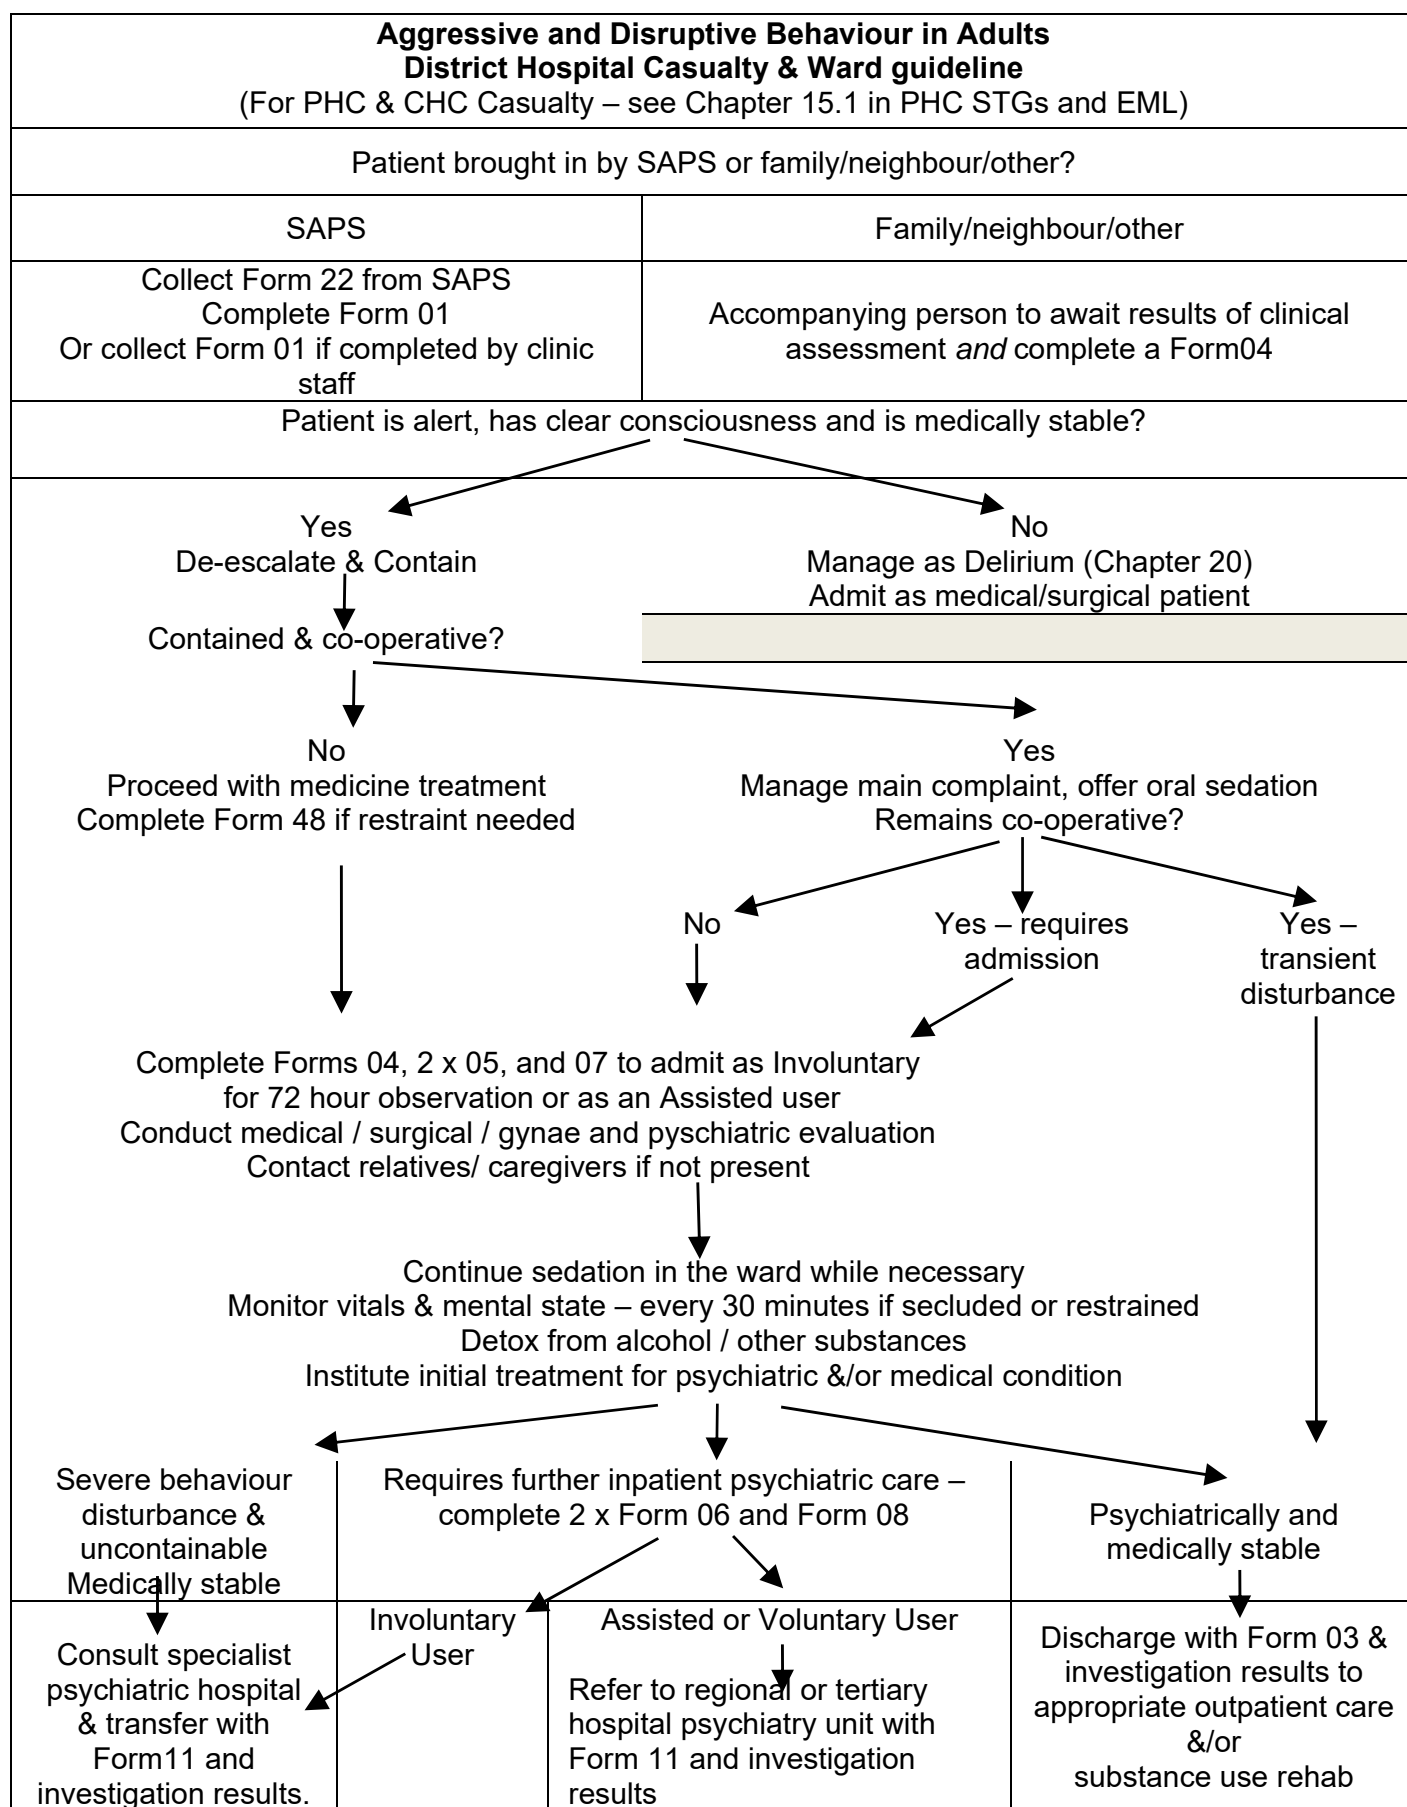 Aggressive and Disruptive Behaviour in Adults
District Hospital Casualty & Ward guideline
(For PHC & CHC Casualty – see Chapter 15.1 in PHC STGs and EML)
Patient brought in by SAPS or family/neighbour/other?
SAPS
Family/neighbour/other
Collect Form 22 from SAPS
Complete Form 01
Or collect Form 01 if completed by clinic
staff
Accompanying person to await results of clinical
assessment and complete a Form04
Patient is alert, has clear consciousness and is medically stable?
Yes
De-escalate & Contain
No
Manage as Delirium (Chapter 20)
Admit as medical/surgical patient
Contained & co-operative?
No
Proceed with medicine treatment
Complete Form 48 if restraint needed
Yes
Manage main complaint, offer oral sedation
Remains co-operative?
No
Yes – requires
admission
Yes –
transient
disturbance
Complete Forms 04, 2 x 05, and 07 to admit as Involuntary
for 72 hour observation or as an Assisted user
Conduct medical / surgical / gynae and pyschiatric evaluation
Contact relatives/ caregivers if not present
Continue sedation in the ward while necessary
Monitor vitals & mental state – every 30 minutes if secluded or restrained
Detox from alcohol / other substances
Institute initial treatment for psychiatric &/or medical condition
Severe behaviour
disturbance &
uncontainable
Medically stable
Requires further inpatient psychiatric care –
complete 2 x Form 06 and Form 08
Psychiatrically and
medically stable
Consult specialist
psychiatric hospital
& transfer with
Form11 and
investigation results.
Involuntary
User
Assisted or Voluntary User
Refer to regional or tertiary
hospital psychiatry unit with
Form 11 and investigation
results
Discharge with Form 03 &
investigation results to
appropriate outpatient care
&/or
substance use rehab